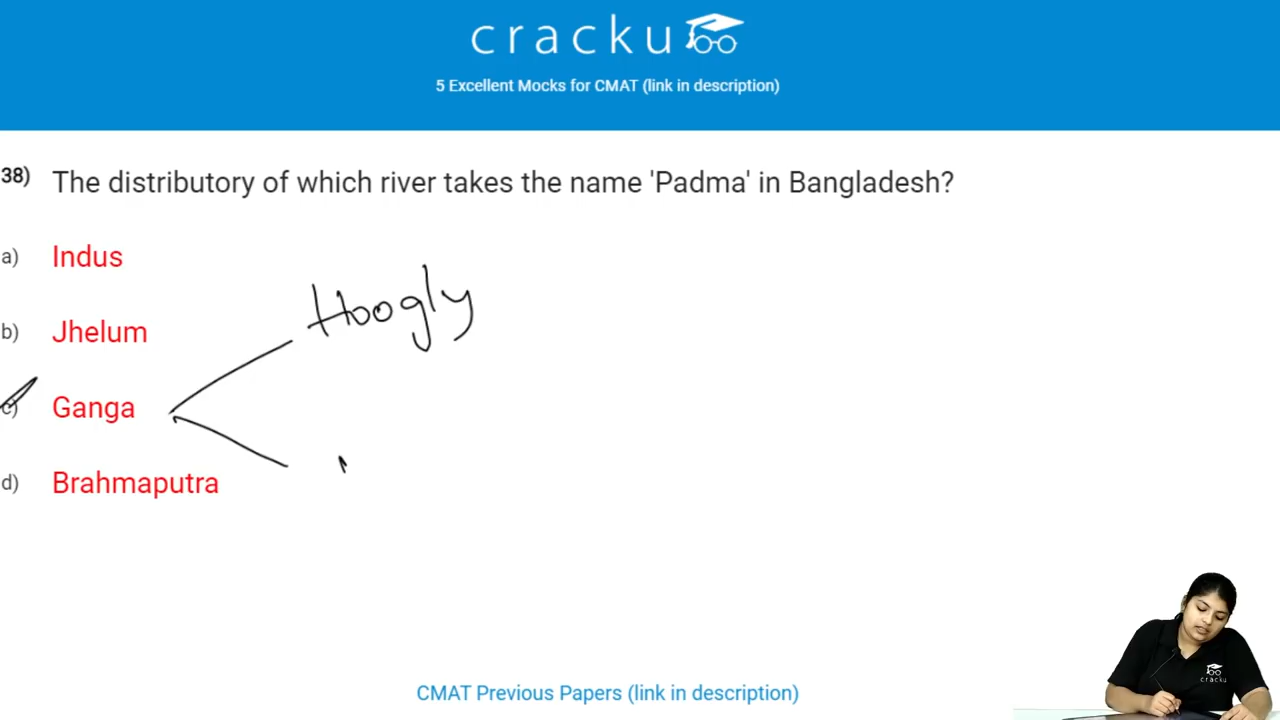 cracku
5 Excellent Mocks for CMAT (link in description)
38) The distributory of which river takes the name 'Padma' in Bangladesh?
a) Indus
Hoogly
b) Jhelum
c) Ganga
d) Brahmaputra
cracku
CMAT Previous Papers (link in description)